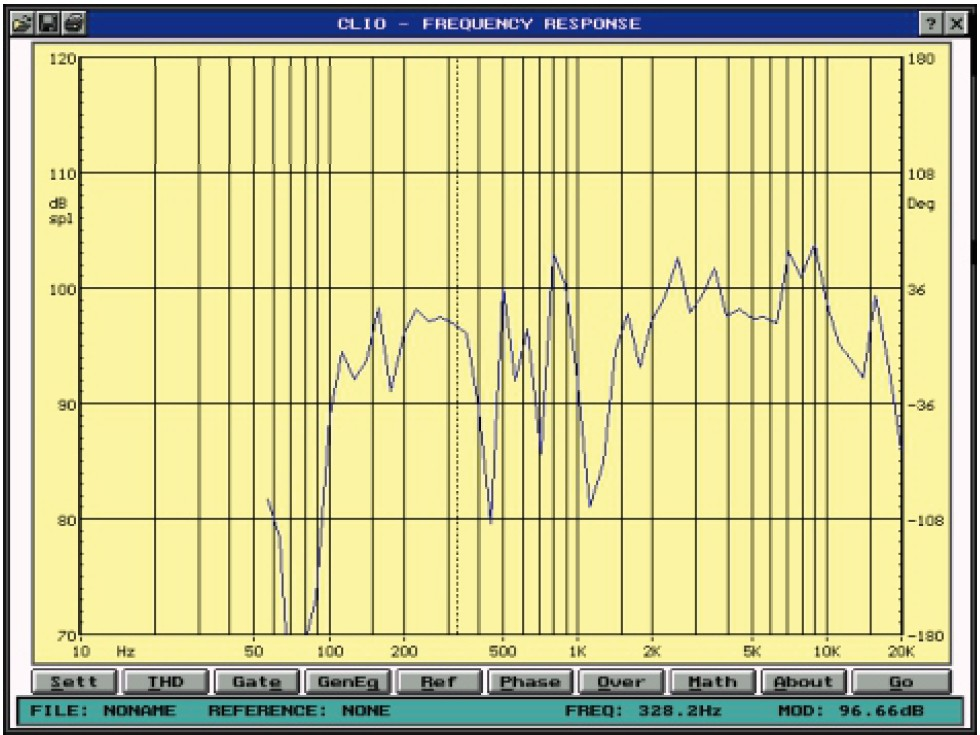 CLIO - FREQUENCY RESPONSE
? X
120
180
110
108
dB
spl
Deg
100
36
90
-36
80
-108
70
-180
10 Hz 50 100 200 500 1K 2K 5K 10K 20K
Sett THD Gate GenEq Ref Phase Over Math About Go
FILE: NONAME REFERENCE: NONE FREQ: 328.2Hz MOD: 96.66dB